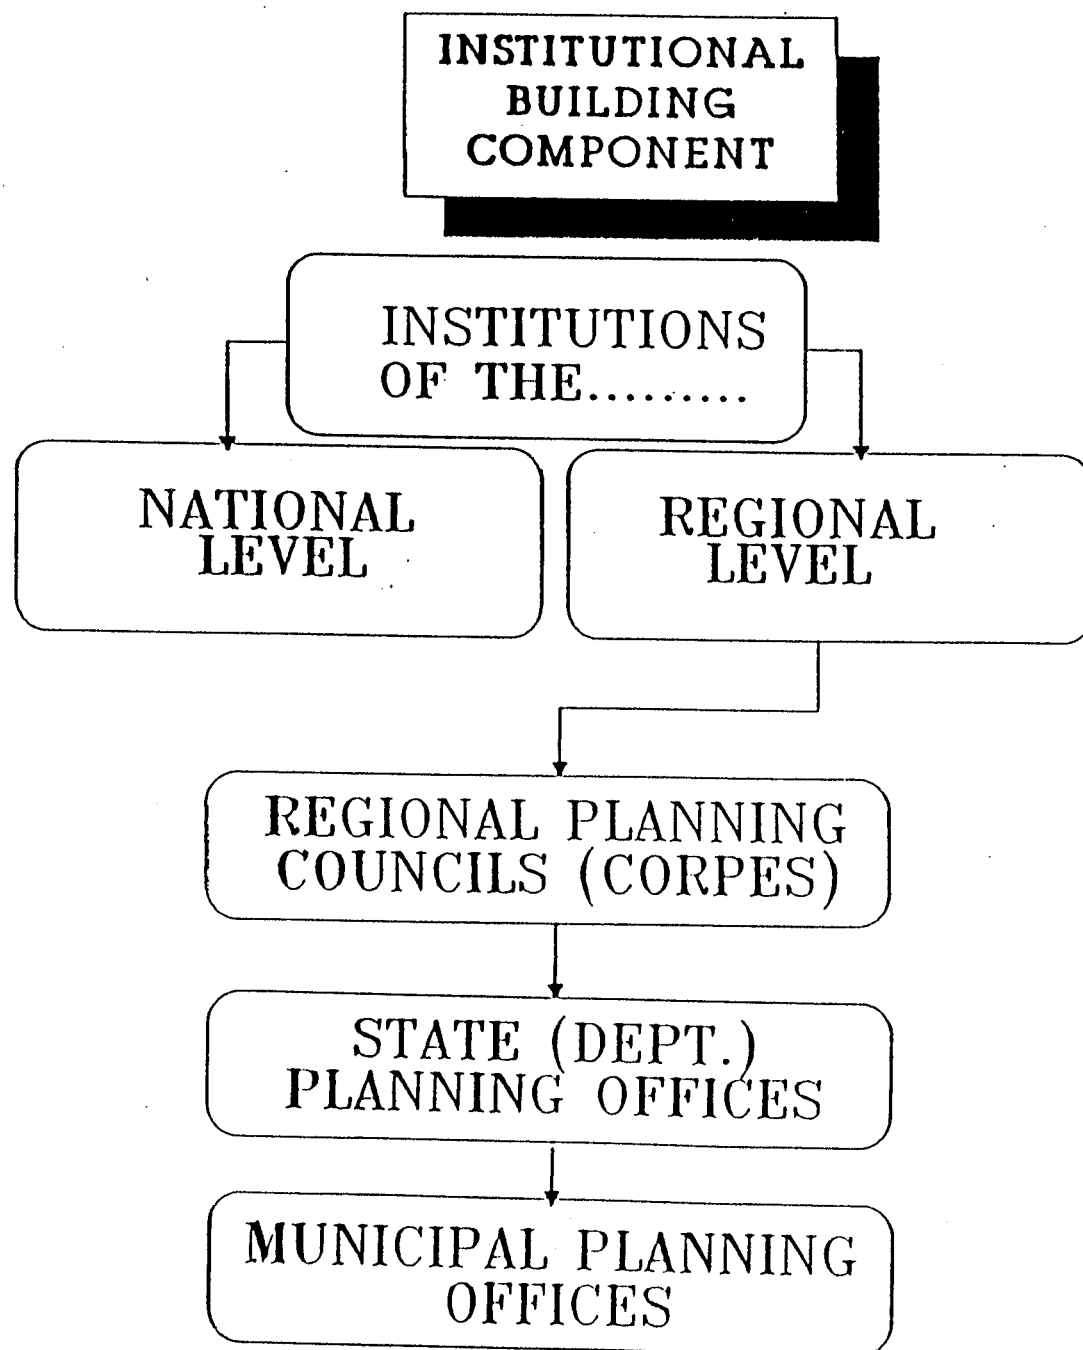 INSTITUTIONAL
BUILDING
COMPONENT
INSTITUTIONS
OF THE.........
NATIONAL
LEVEL
REGIONAL
LEVEL
REGIONAL PLANNING
COUNCILS (CORPES)
STATE (DEPT.)
PLANNING OFFICES
MUNICIPAL PLANNING
OFFICES